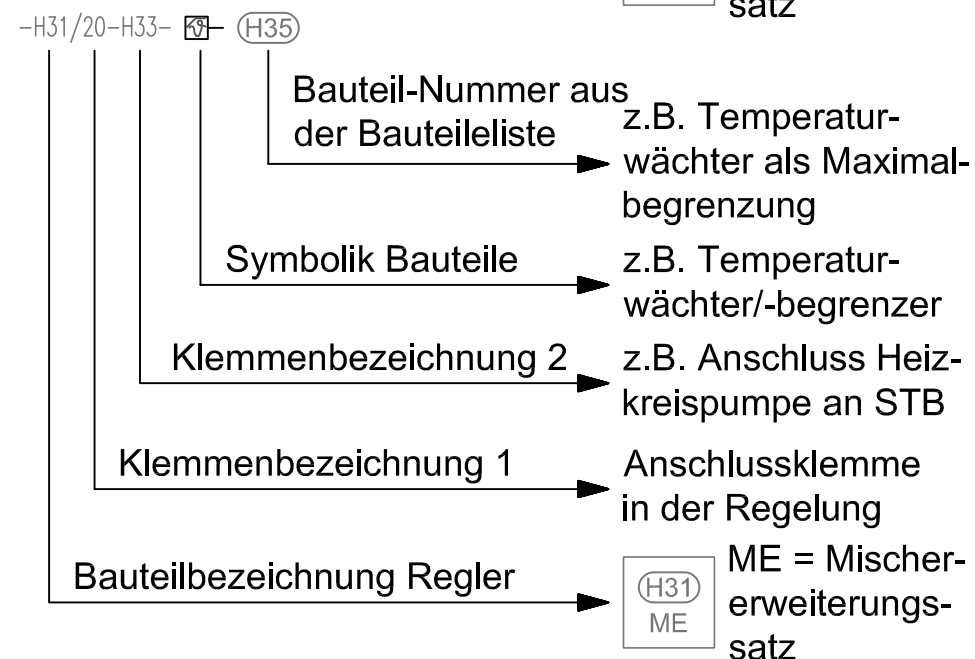 satz
-H31/20-H33- ϑ - H35
Bauteil-Nummer aus
der Bauteileliste
z.B. Temperatur-
wächter als Maximal-
begrenzung
Symbolik Bauteile
z.B. Temperatur-
wächter/-begrenzer
Klemmenbezeichnung 2
z.B. Anschluss Heiz-
kreispumpe an STB
Klemmenbezeichnung 1
Anschlussklemme
in der Regelung
Bauteilbezeichnung Regler
H31
ME
ME = Mischer-
erweiterungs-
satz